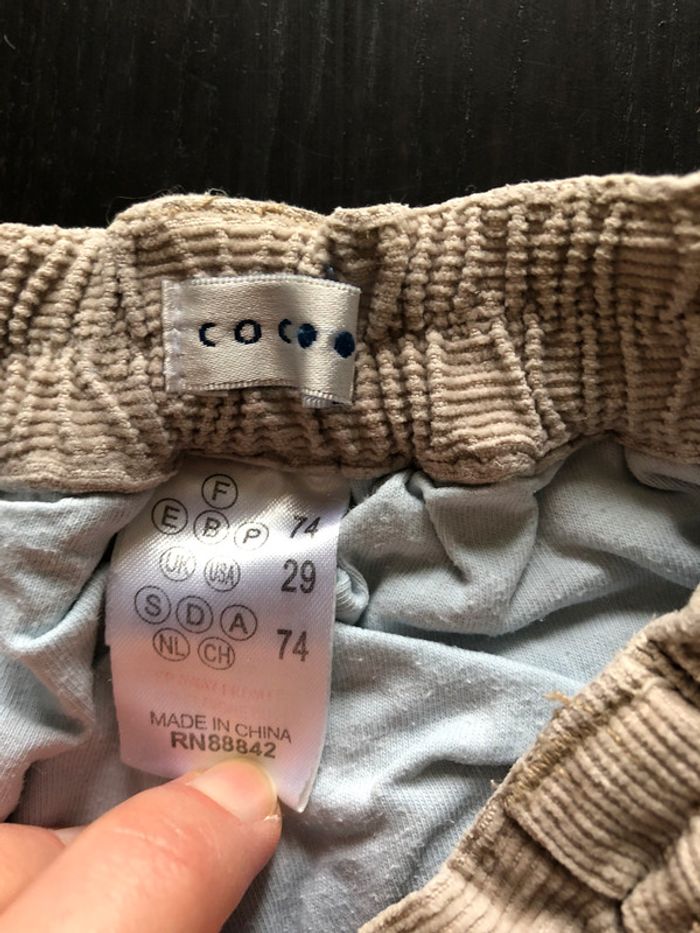 coco
F
E B P 74
UK USA 29
S D A
NL CH 74
MADE IN CHINA
RN88842